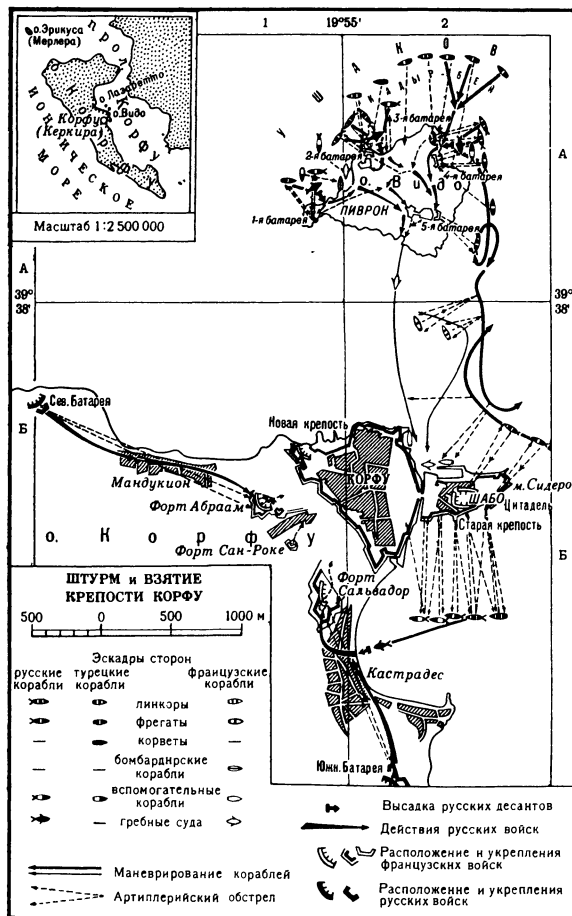 1 19°55' 2
о. Эрикуса
(Мерлера)
прол. Корфу
о. Лазаретто
о. Видо
о. Корфу
(Керкира)
ИОНИЧЕСКОЕ
МОРЕ
Масштаб 1:2 500 000
УШАКОВ
КАДЫР-БЕЙ
3-я батарея
2-я батарея
4-я батарея
о. Видо
ПИВРОН
1-я батарея
5-я батарея
А
А
39°
38'
39°
38'
Сев. Батарея
Б
Новая крепость
КОРФУ
м. Сидеро
ШАБО
Цитадель
Мандукион
Форт Абраам
Старая крепость
о. Корфу
Форт Сан-Роке
Б
Форт
Сальвадор
Кастрадес
Южн. Батарея
ШТУРМ и ВЗЯТИЕ
КРЕПОСТИ КОРФУ
500 0 500 1000 м
Эскадры сторон
русские турецкие французские
корабли корабли корабли
линкоры
фрегаты
корветы
бомбардирские
корабли
вспомогательные
корабли
гребные суда
Маневрирование кораблей
Артиллерийский обстрел
Высадка русских десантов
Действия русских войск
Расположение и укрепления
французских войск
Расположение и укрепления
русских войск